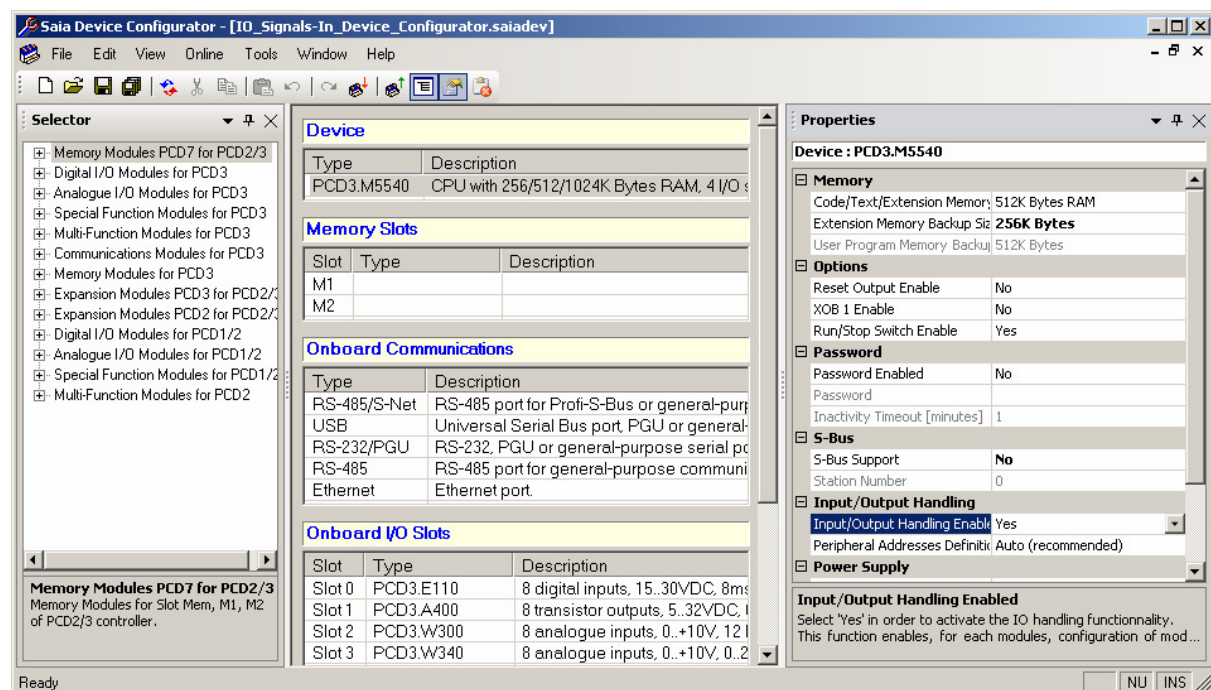 Saia Device Configurator - [IO_Signals-In_Device_Configurator.saiadev]
File Edit View Online Tools Window Help
Selector
Memory Modules PCD7 for PCD2/3
Digital I/O Modules for PCD3
Analogue I/O Modules for PCD3
Special Function Modules for PCD3
Multi-Function Modules for PCD3
Communications Modules for PCD3
Memory Modules for PCD3
Expansion Modules PCD3 for PCD2/3
Expansion Modules PCD2 for PCD2/3
Digital I/O Modules for PCD1/2
Analogue I/O Modules for PCD1/2
Special Function Modules for PCD1/2
Multi-Function Modules for PCD2
Memory Modules PCD7 for PCD2/3
Memory Modules for Slot Mem, M1, M2
of PCD2/3 controller.
Device
Type Description
PCD3.M5540 CPU with 256/512/1024K Bytes RAM, 4 I/O s
Memory Slots
Slot Type Description
M1
M2
Onboard Communications
Type Description
RS-485/S-Net RS-485 port for Profi-S-Bus or general-purp
USB Universal Serial Bus port, PGU or general-
RS-232/PGU RS-232, PGU or general-purpose serial po
RS-485 RS-485 port for general-purpose communi
Ethernet Ethernet port.
Onboard I/O Slots
Slot Type Description
Slot 0 PCD3.E110 8 digital inputs, 15..30VDC, 8ms
Slot 1 PCD3.A400 8 transistor outputs, 5..32VDC,
Slot 2 PCD3.W300 8 analogue inputs, 0..+10V, 12
Slot 3 PCD3.W340 8 analogue inputs, 0..+10V, 0..2
Properties
Device : PCD3.M5540
Memory
Code/Text/Extension Memory 512K Bytes RAM
Extension Memory Backup Siz 256K Bytes
User Program Memory Backup 512K Bytes
Options
Reset Output Enable No
XOB 1 Enable No
Run/Stop Switch Enable Yes
Password
Password Enabled No
Password
Inactivity Timeout [minutes] 1
S-Bus
S-Bus Support No
Station Number 0
Input/Output Handling
Input/Output Handling Enable Yes
Peripheral Addresses Definitic Auto (recommended)
Power Supply
Input/Output Handling Enabled
Select 'Yes' in order to activate the IO handling functionnality.
This function enables, for each modules, configuration of mod...
Ready NU INS